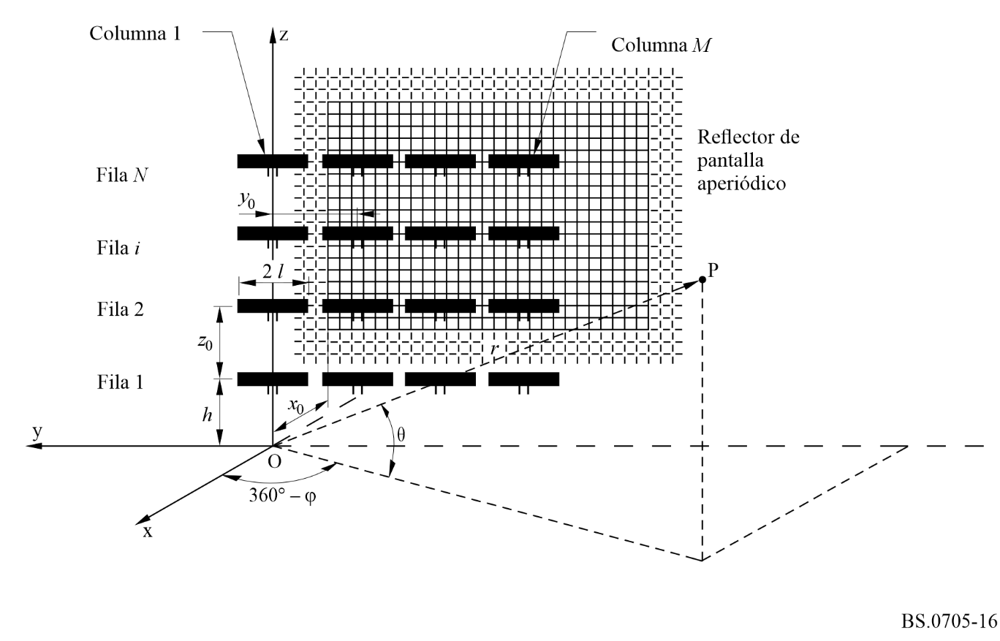 Columna 1
z
Columna M
Reflector de
pantalla
aperiódico
Fila N
y₀
Fila i
2 l
P
Fila 2
z₀
r
Fila 1
x₀
h
θ
y
O
360° – φ
x
BS.0705-16